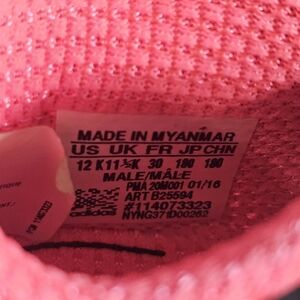 MADE IN MYANMAR
US UK FR JP CHN
12 K 11½K 30 180 180
MALE/MÂLE
PMA 20M001 01/16
ART B25594
#114073323
adidas
NYNG371D00262